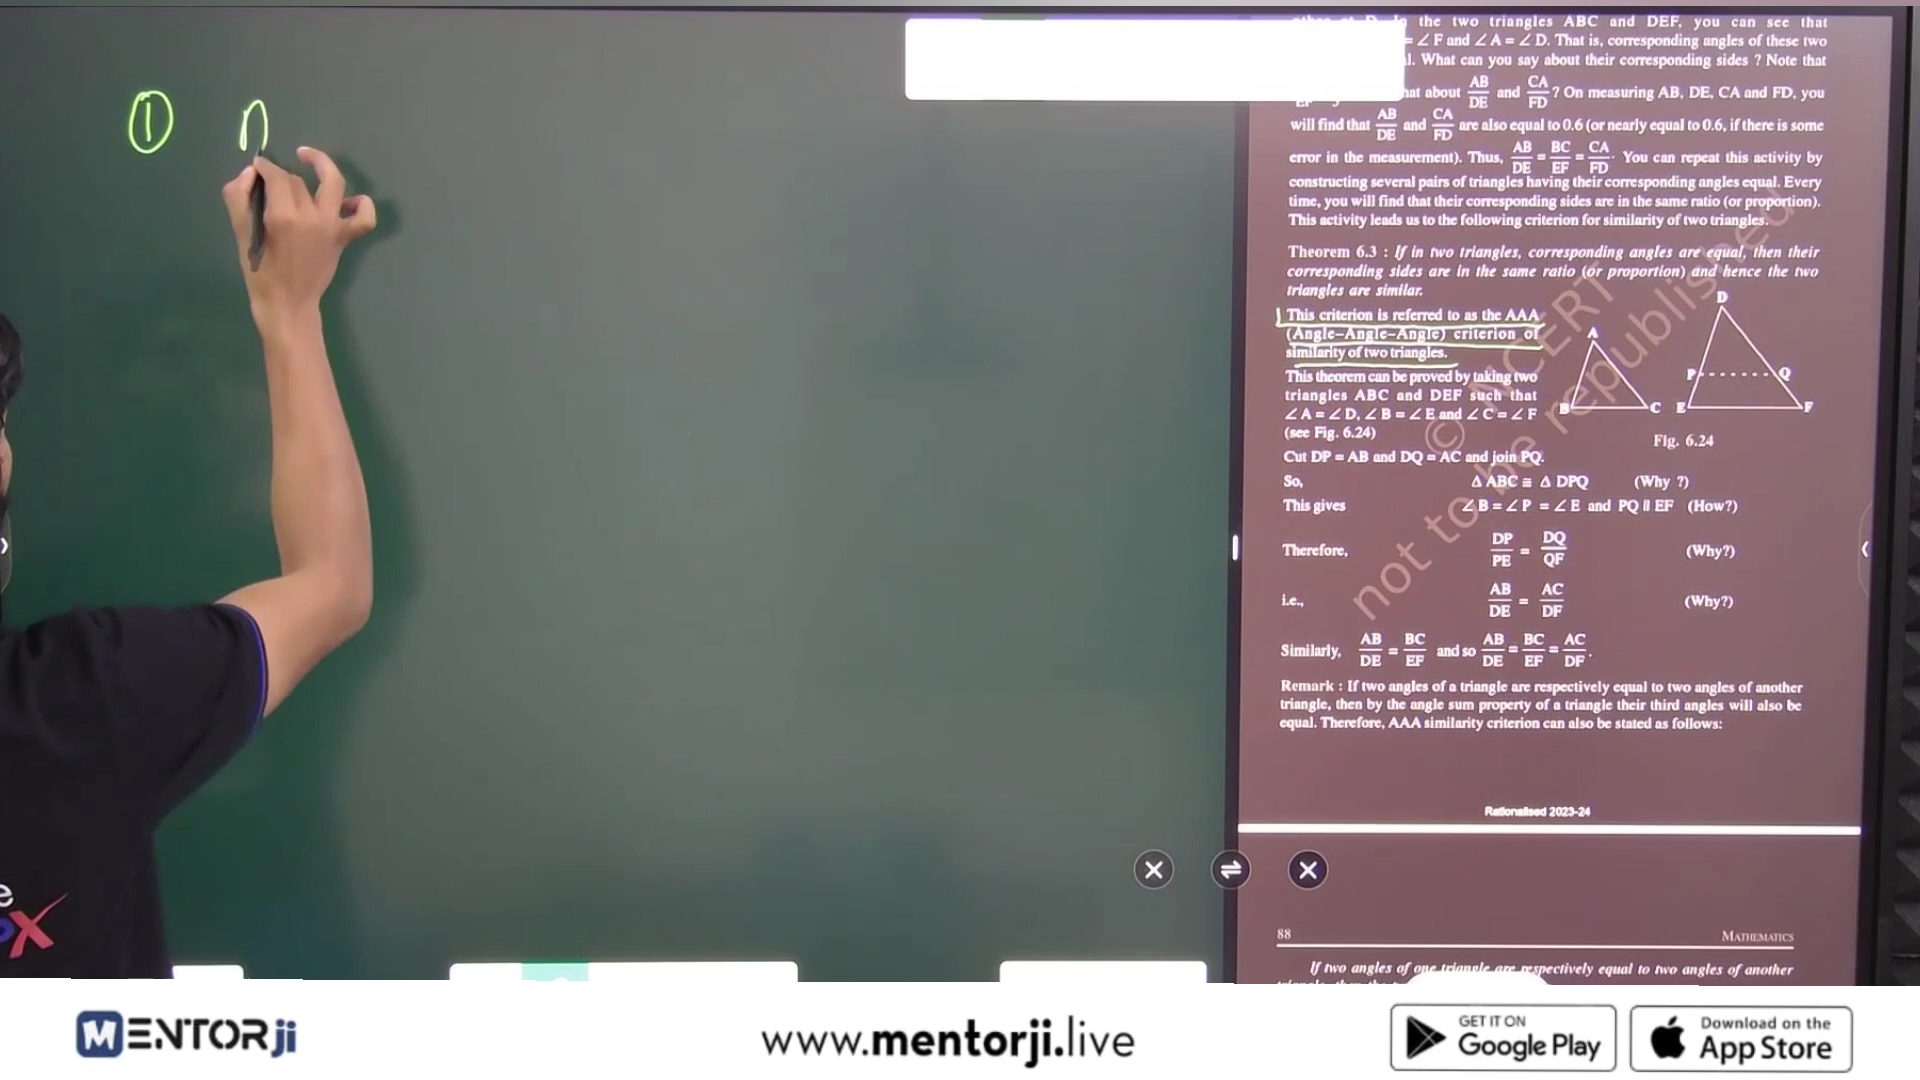 ①
the two triangles ABC and DEF, you can see that
= ∠ F and ∠ A = ∠ D. That is, corresponding angles of these two
What can you say about their corresponding sides ? Note that
about AB/DE and CA/FD ? On measuring AB, DE, CA and FD, you
will find that AB/DE and CA/FD are also equal to 0.6 (or nearly equal to 0.6, if there is some
error in the measurement). Thus, AB/DE = BC/EF = CA/FD. You can repeat this activity by
constructing several pairs of triangles having their corresponding angles equal. Every
time, you will find that their corresponding sides are in the same ratio (or proportion).
This activity leads us to the following criterion for similarity of two triangles.
Theorem 6.3 : If in two triangles, corresponding angles are equal, then their
corresponding sides are in the same ratio (or proportion) and hence the two
triangles are similar.
This criterion is referred to as the AAA
(Angle–Angle–Angle) criterion of
similarity of two triangles.
This theorem can be proved by taking two
triangles ABC and DEF such that
∠ A = ∠ D, ∠ B = ∠ E and ∠ C = ∠ F
(see Fig. 6.24)
A
B
C
D
P
Q
E
F
Fig. 6.24
Cut DP = AB and DQ = AC and join PQ.
So, Δ ABC ≅ Δ DPQ (Why ?)
This gives ∠ B = ∠ P = ∠ E and PQ || EF (How?)
Therefore, DP/PE = DQ/QF (Why?)
i.e., AB/DE = AC/DF (Why?)
Similarly, AB/DE = BC/EF and so AB/DE = BC/EF = AC/DF.
Remark : If two angles of a triangle are respectively equal to two angles of another
triangle, then by the angle sum property of a triangle their third angles will also be
equal. Therefore, AAA similarity criterion can also be stated as follows:
© NCERT
not to be republished
Rationalised 2023-24
88 MATHEMATICS
If two angles of one triangle are respectively equal to two angles of another
MENTORji
www.mentorji.live
GET IT ON
Google Play
Download on the
App Store